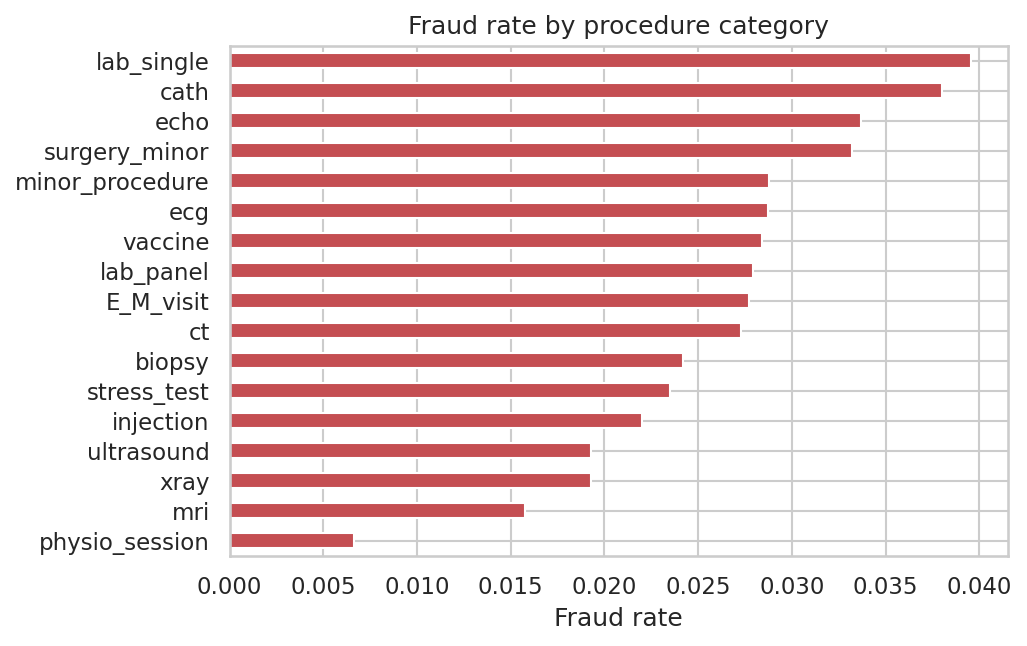 Fraud rate by procedure category
lab_single
cath
echo
surgery_minor
minor_procedure
ecg
vaccine
lab_panel
E_M_visit
ct
biopsy
stress_test
injection
ultrasound
xray
mri
physio_session
0.000 0.005 0.010 0.015 0.020 0.025 0.030 0.035 0.040
Fraud rate